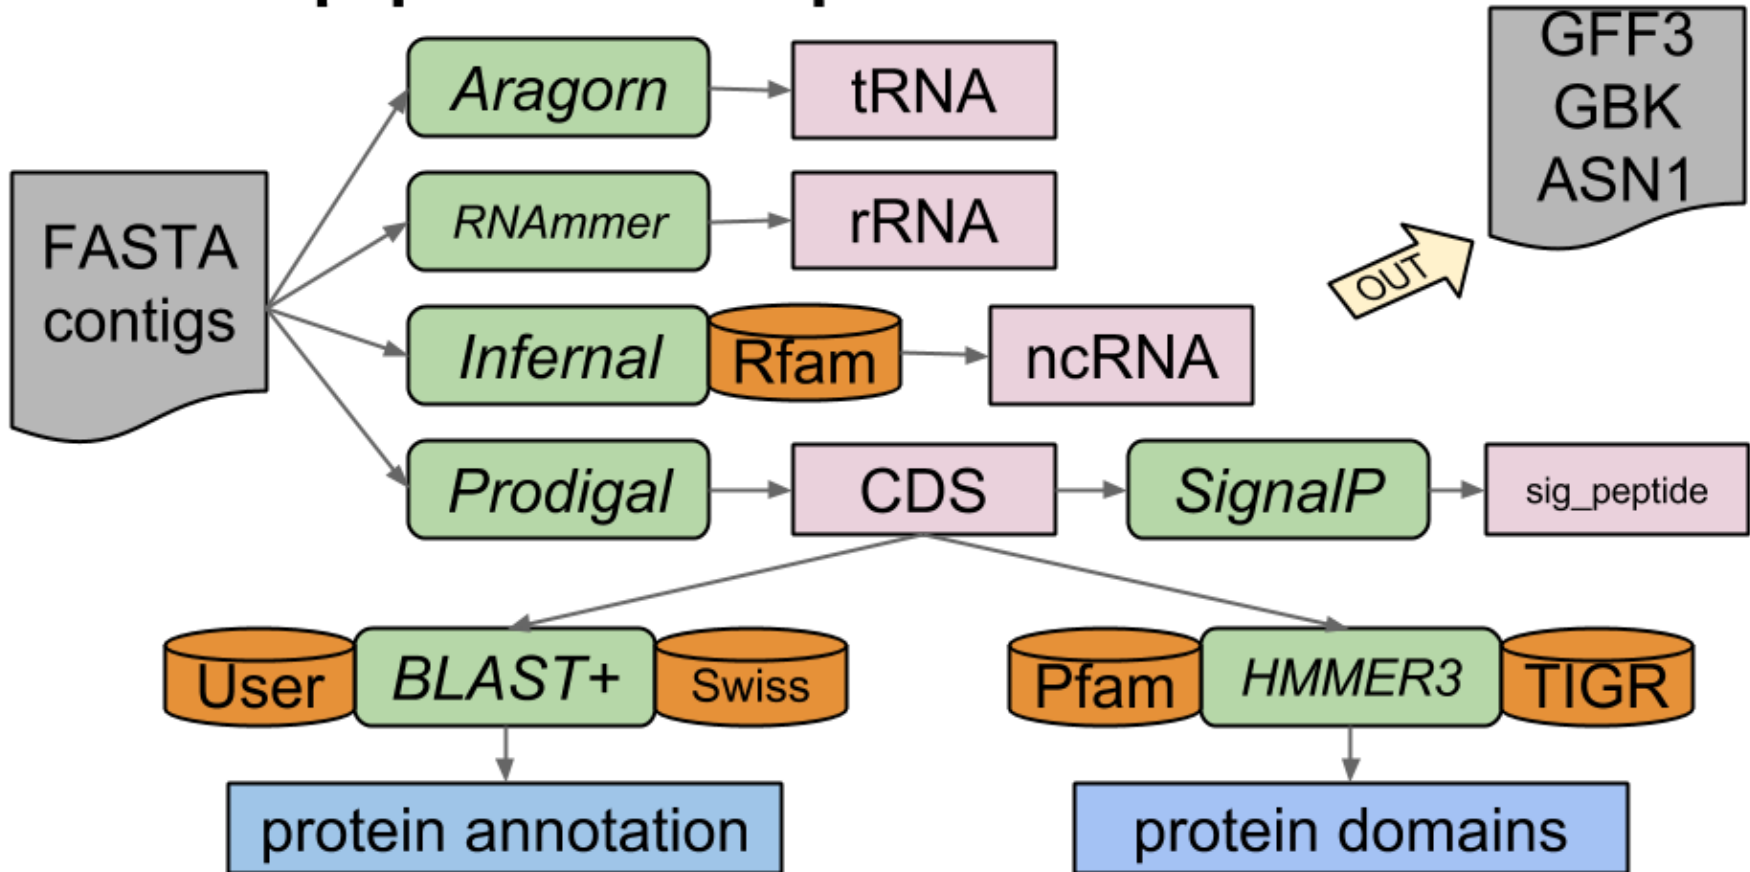 Aragorn
tRNA
GFF3
GBK
ASN1
RNAmmer
rRNA
FASTA
contigs
OUT
Infernal
Rfam
ncRNA
Prodigal
CDS
SignalP
sig_peptide
User
BLAST+
Swiss
Pfam
HMMER3
TIGR
protein annotation
protein domains